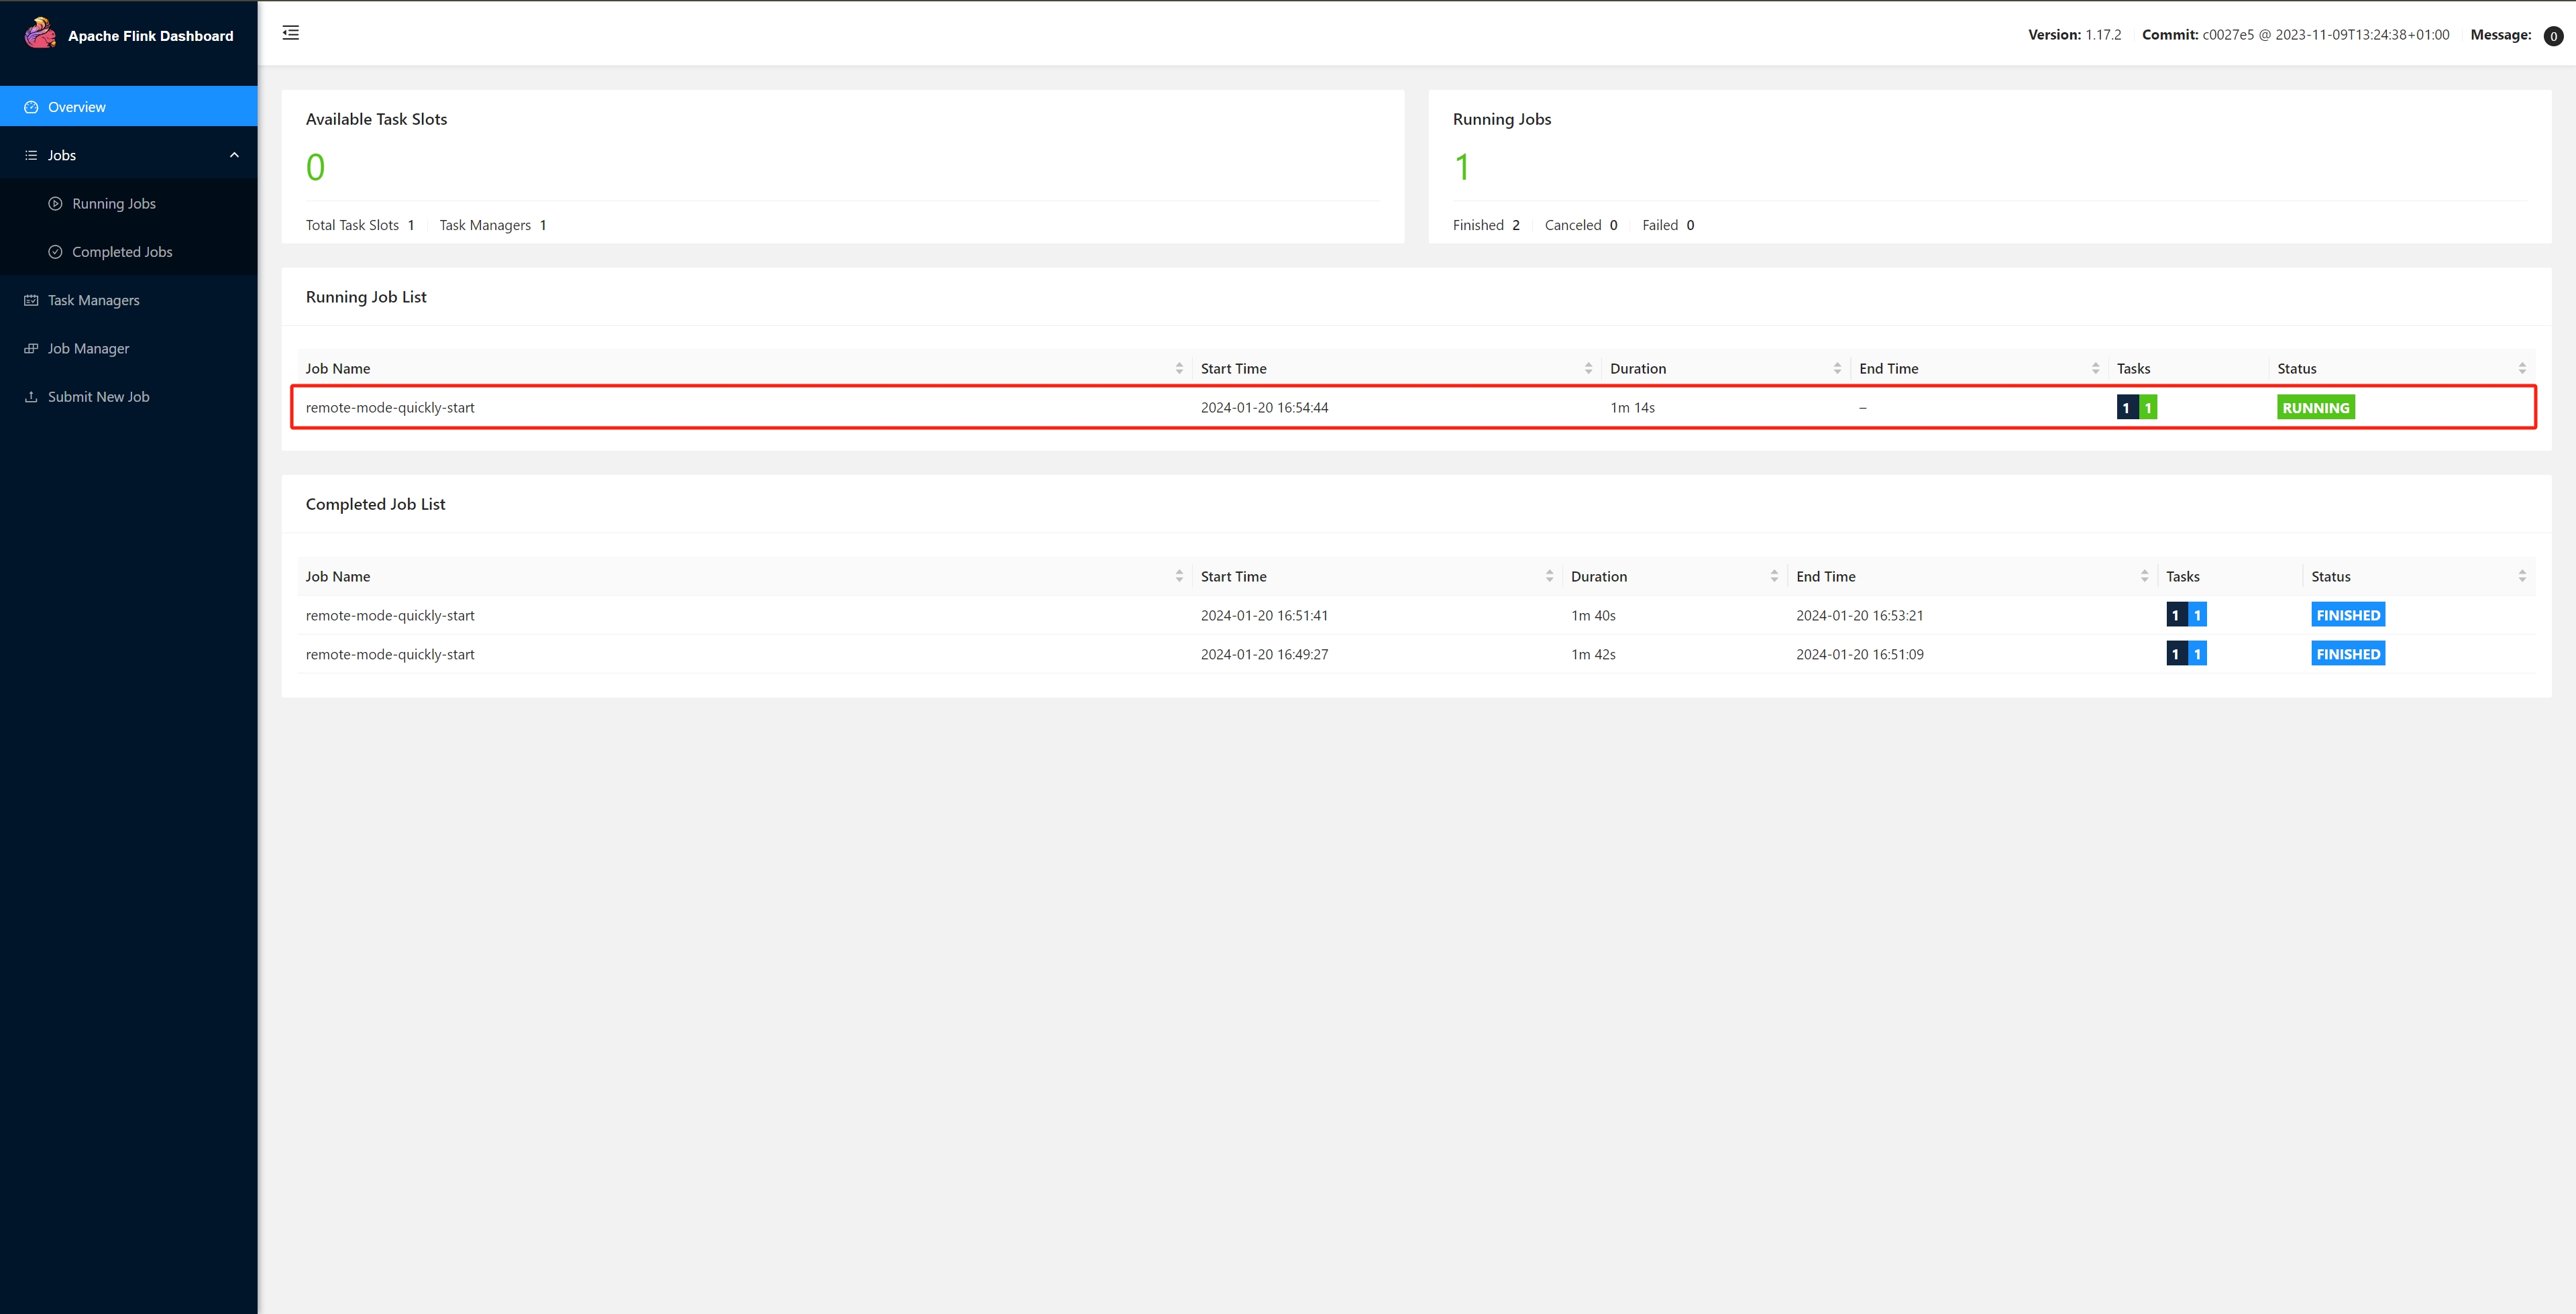 Apache Flink Dashboard
Version: 1.17.2 Commit: c0027e5 @ 2023-11-09T13:24:38+01:00 Message: 0
Overview
Jobs
Running Jobs
Completed Jobs
Task Managers
Job Manager
Submit New Job
Available Task Slots
0
Total Task Slots 1 Task Managers 1
Running Jobs
1
Finished 2 Canceled 0 Failed 0
Running Job List
Job Name Start Time Duration End Time Tasks Status
remote-mode-quickly-start 2024-01-20 16:54:44 1m 14s – 1 1 RUNNING
Completed Job List
Job Name Start Time Duration End Time Tasks Status
remote-mode-quickly-start 2024-01-20 16:51:41 1m 40s 2024-01-20 16:53:21 1 1 FINISHED
remote-mode-quickly-start 2024-01-20 16:49:27 1m 42s 2024-01-20 16:51:09 1 1 FINISHED